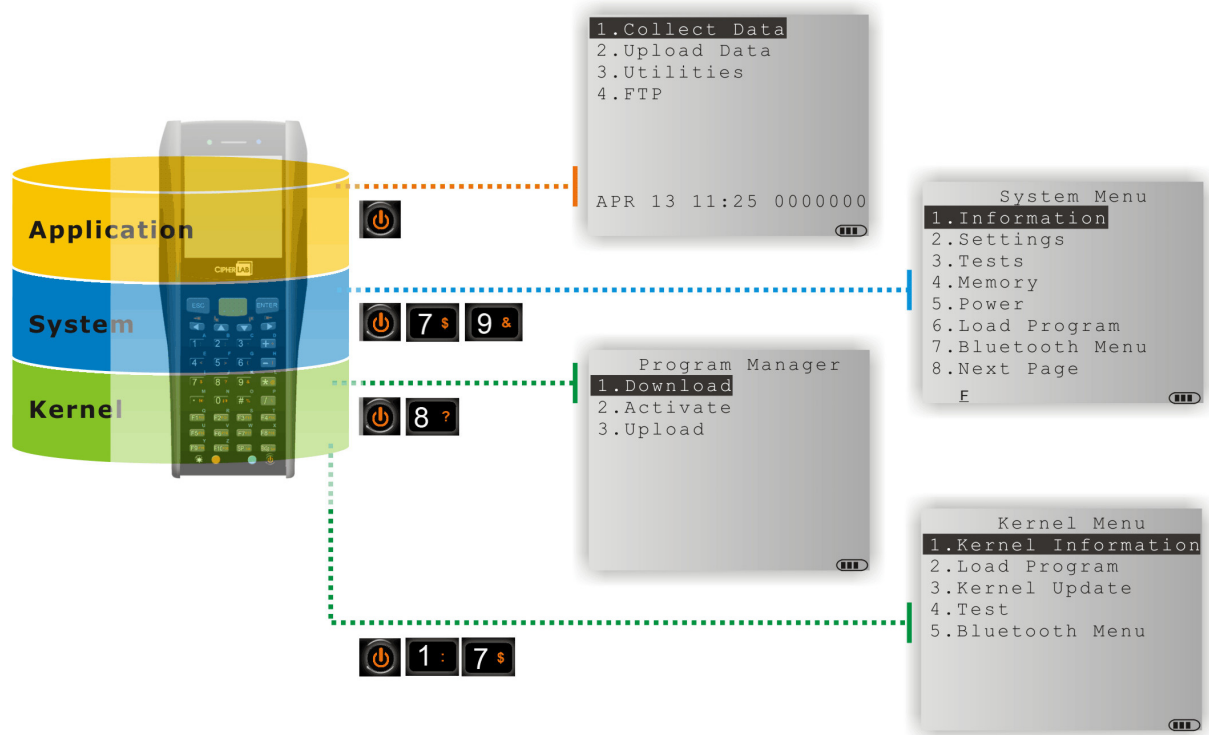 1.Collect Data
2.Upload Data
3.Utilities
4.FTP
APR 13 11:25 0000000
Application
System
Kernel
CIPHERLAB
ESC
ENTER
7 $
9 &
System Menu
1.Information
2.Settings
3.Tests
4.Memory
5.Power
6.Load Program
7.Bluetooth Menu
8.Next Page
F
8 ?
Program Manager
1.Download
2.Activate
3.Upload
1 :
7 $
Kernel Menu
1.Kernel Information
2.Load Program
3.Kernel Update
4.Test
5.Bluetooth Menu